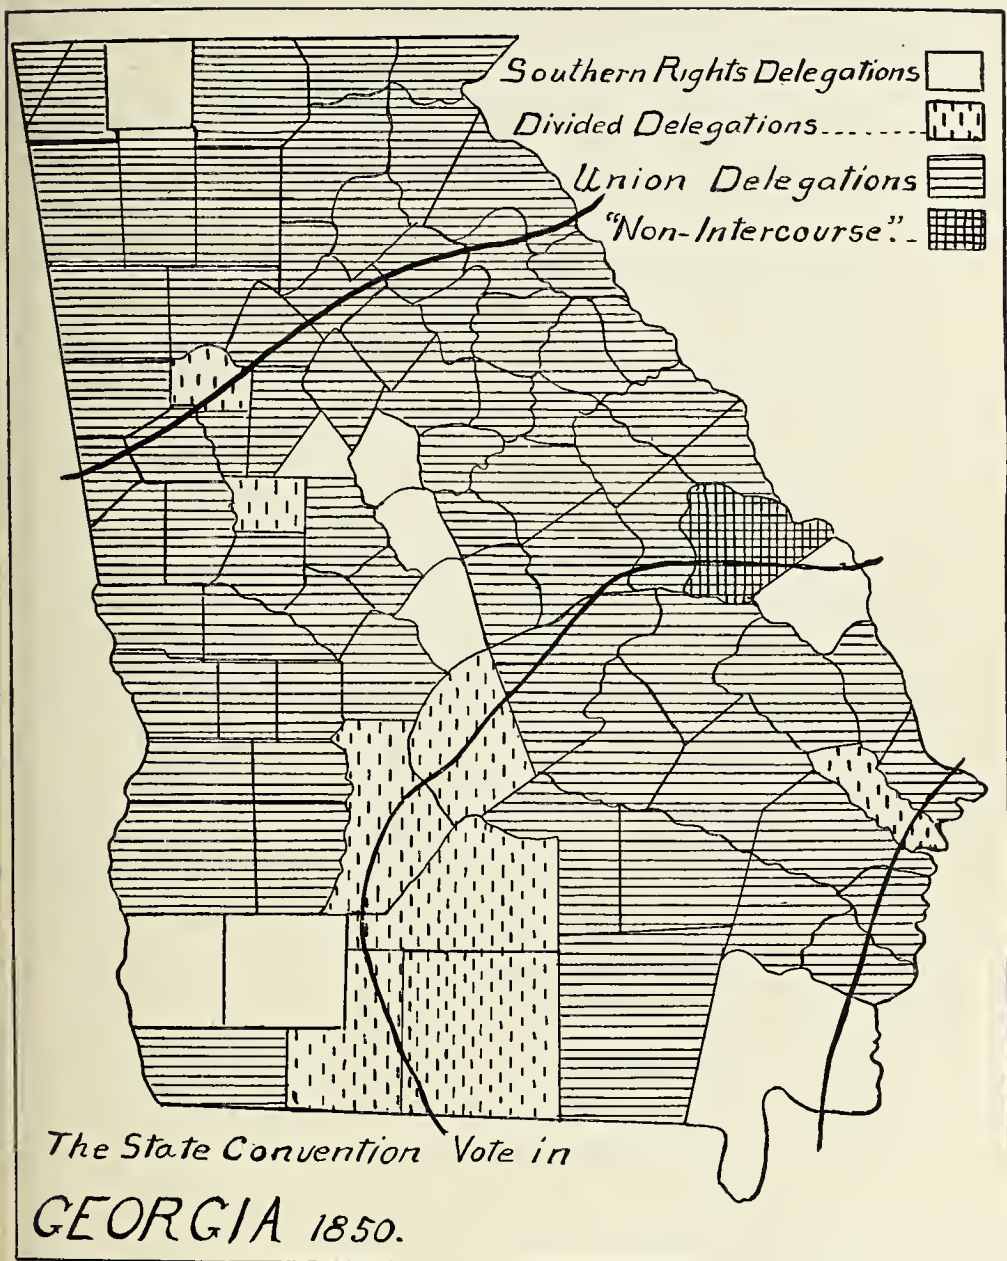 Southern Rights Delegations
Divided Delegations........
Union Delegations
"Non-Intercourse".-
The State Convention Vote in
GEORGIA 1850.